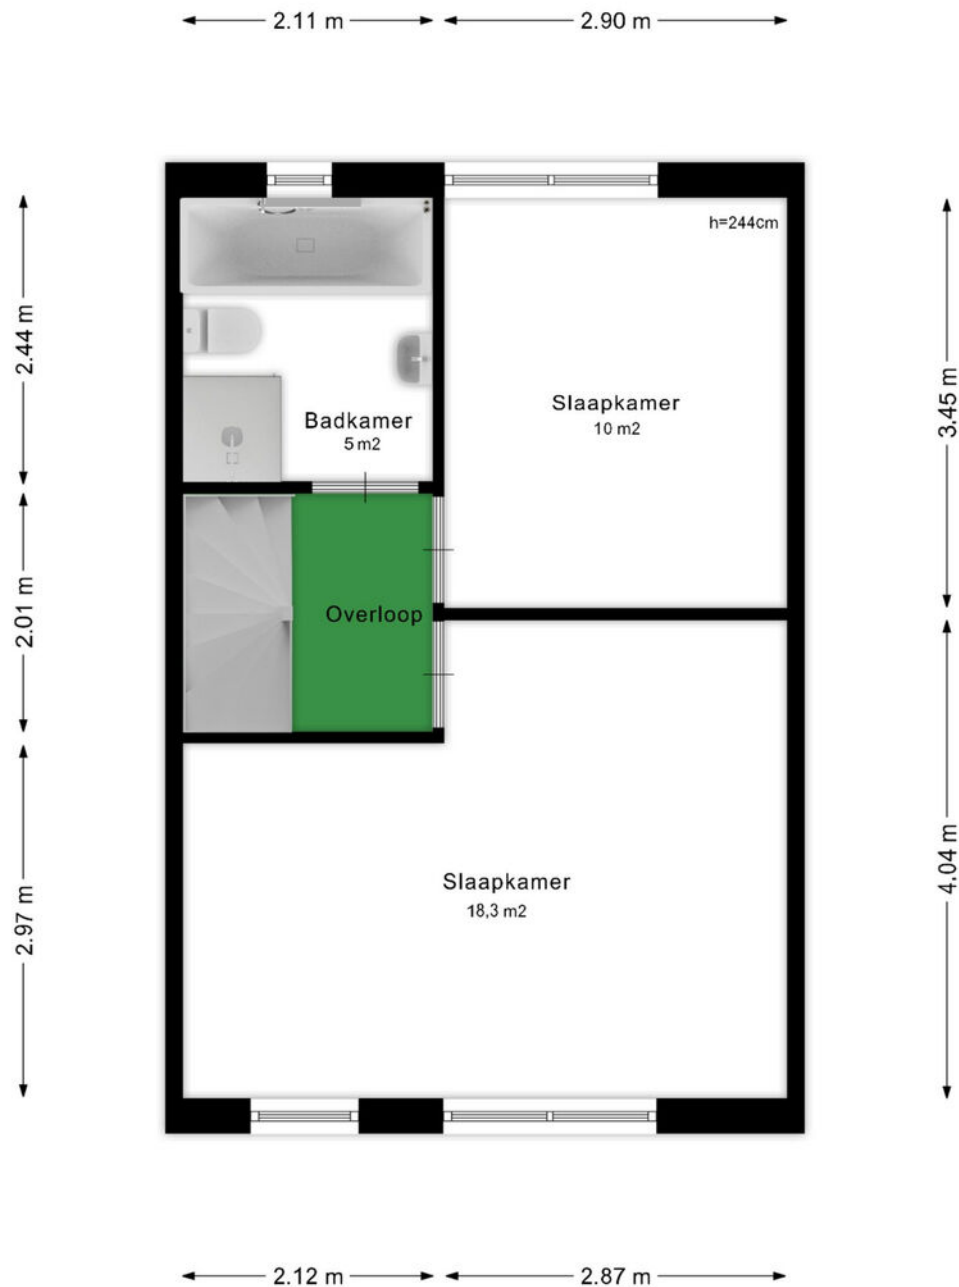 2.11 m
2.90 m
h=244cm
2.44 m
3.45 m
Slaapkamer
10 m2
Badkamer
5 m2
2.01 m
Overloop
4.04 m
Slaapkamer
18,3 m2
2.97 m
2.12 m
2.87 m